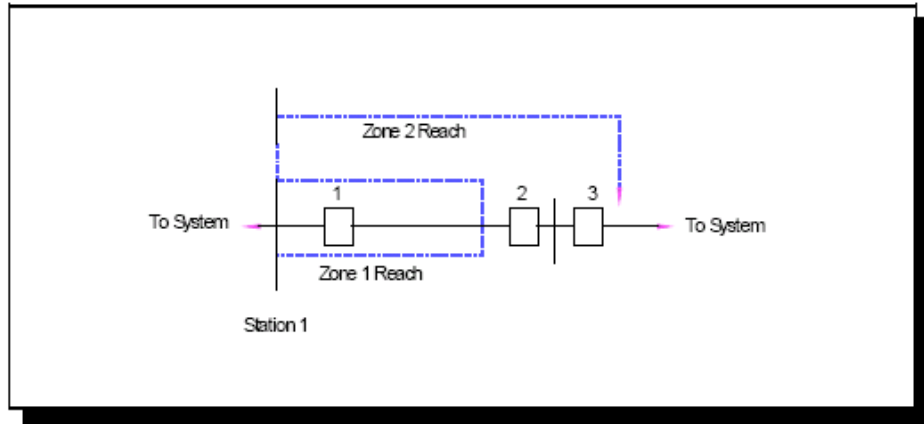 Zone 2 Reach
1
2
3
To System
To System
Zone 1 Reach
Station 1